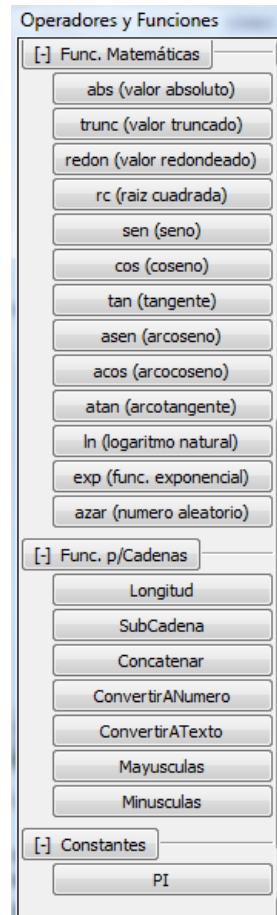 Operadores y Funciones
[-] Func. Matemáticas
abs (valor absoluto)
trunc (valor truncado)
redon (valor redondeado)
rc (raiz cuadrada)
sen (seno)
cos (coseno)
tan (tangente)
asen (arcoseno)
acos (arcocoseno)
atan (arcotangente)
ln (logaritmo natural)
exp (func. exponencial)
azar (numero aleatorio)
[-] Func. p/Cadenas
Longitud
SubCadena
Concatenar
ConvertirANumero
ConvertirATexto
Mayusculas
Minusculas
[-] Constantes
PI